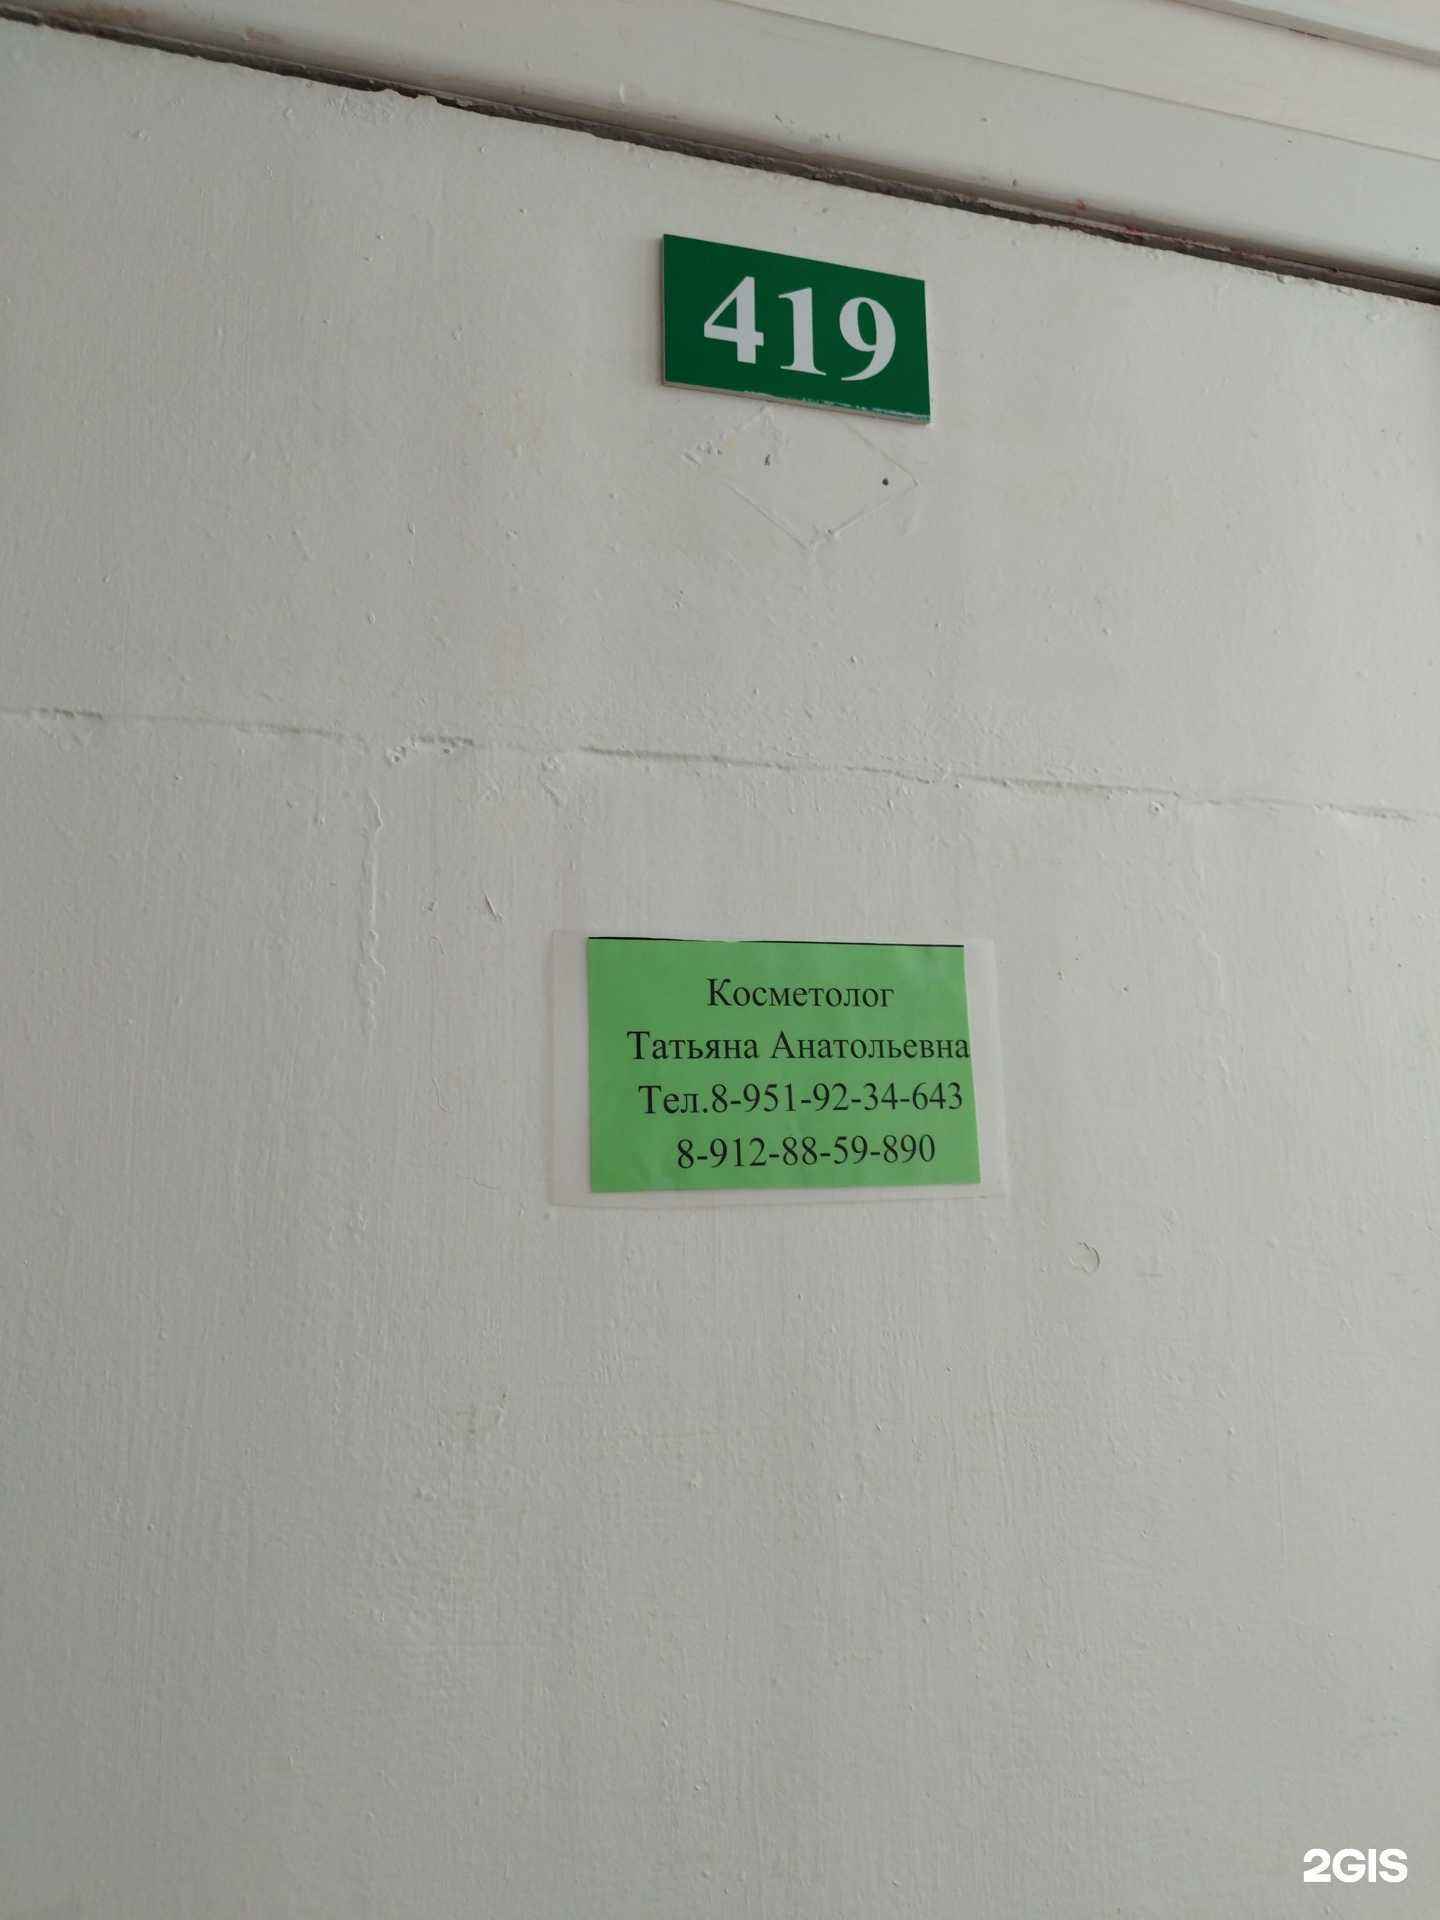 419
Косметолог
Татьяна Анатольевна
Тел.8-951-92-34-643
8-912-88-59-890
2GIS